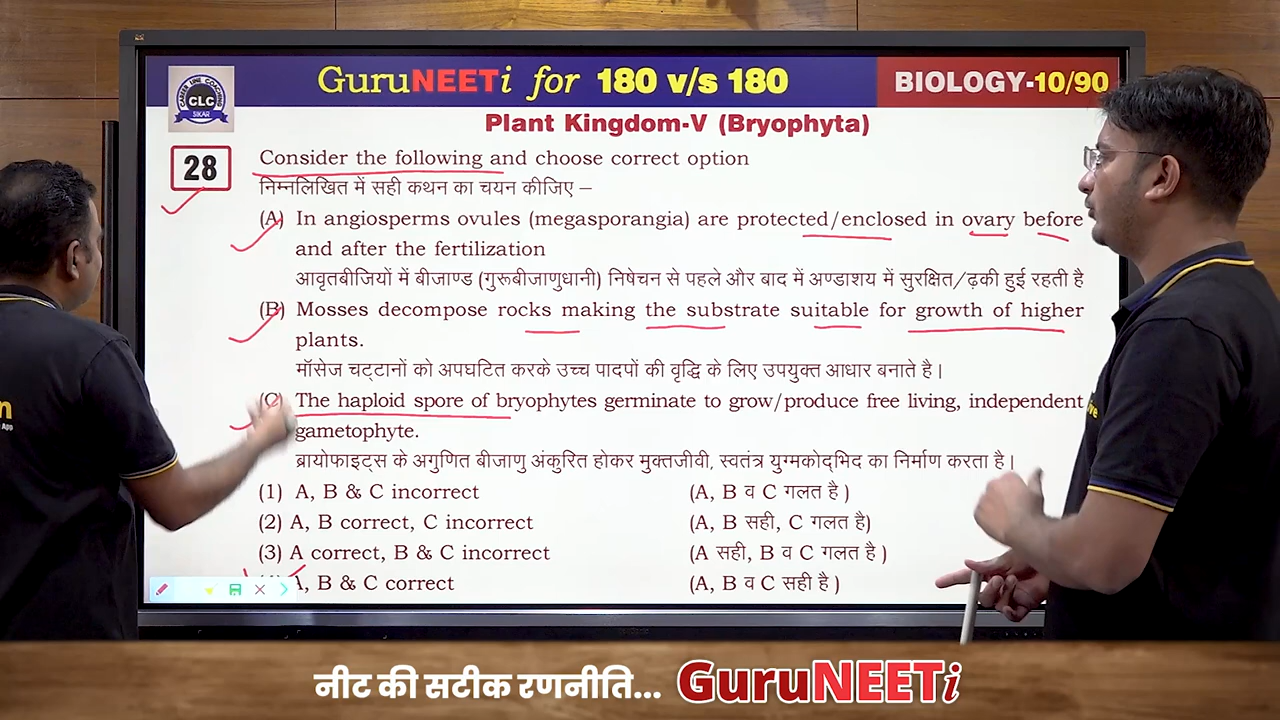 GuruNEETi for 180 v/s 180
BIOLOGY-10/90
CAREER LINE COACHING
CLC
SIKAR
Plant Kingdom-V (Bryophyta)
28
Consider the following and choose correct option
निम्नलिखित में सही कथन का चयन कीजिए –
(A) In angiosperms ovules (megasporangia) are protected/enclosed in ovary before
and after the fertilization
आवृतबीजियों में बीजाण्ड (गुरूबीजाणुधानी) निषेचन से पहले और बाद में अण्डाशय में सुरक्षित/ढ़की हुई रहती है
(B) Mosses decompose rocks making the substrate suitable for growth of higher
plants.
मॉसेज चट्टानों को अपघटित करके उच्च पादपों की वृद्धि के लिए उपयुक्त आधार बनाते है।
(C) The haploid spore of bryophytes germinate to grow/produce free living, independent
gametophyte.
ब्रायोफाइट्स के अगुणित बीजाणु अंकुरित होकर मुक्तजीवी, स्वतंत्र युग्मकोद्भिद का निर्माण करता है।
(1) A, B & C incorrect (A, B व C गलत है)
(2) A, B correct, C incorrect (A, B सही, C गलत है)
(3) A correct, B & C incorrect (A सही, B व C गलत है)
A, B & C correct (A, B व C सही है)
n
App
ive
नीट की सटीक रणनीति... GuruNEETi